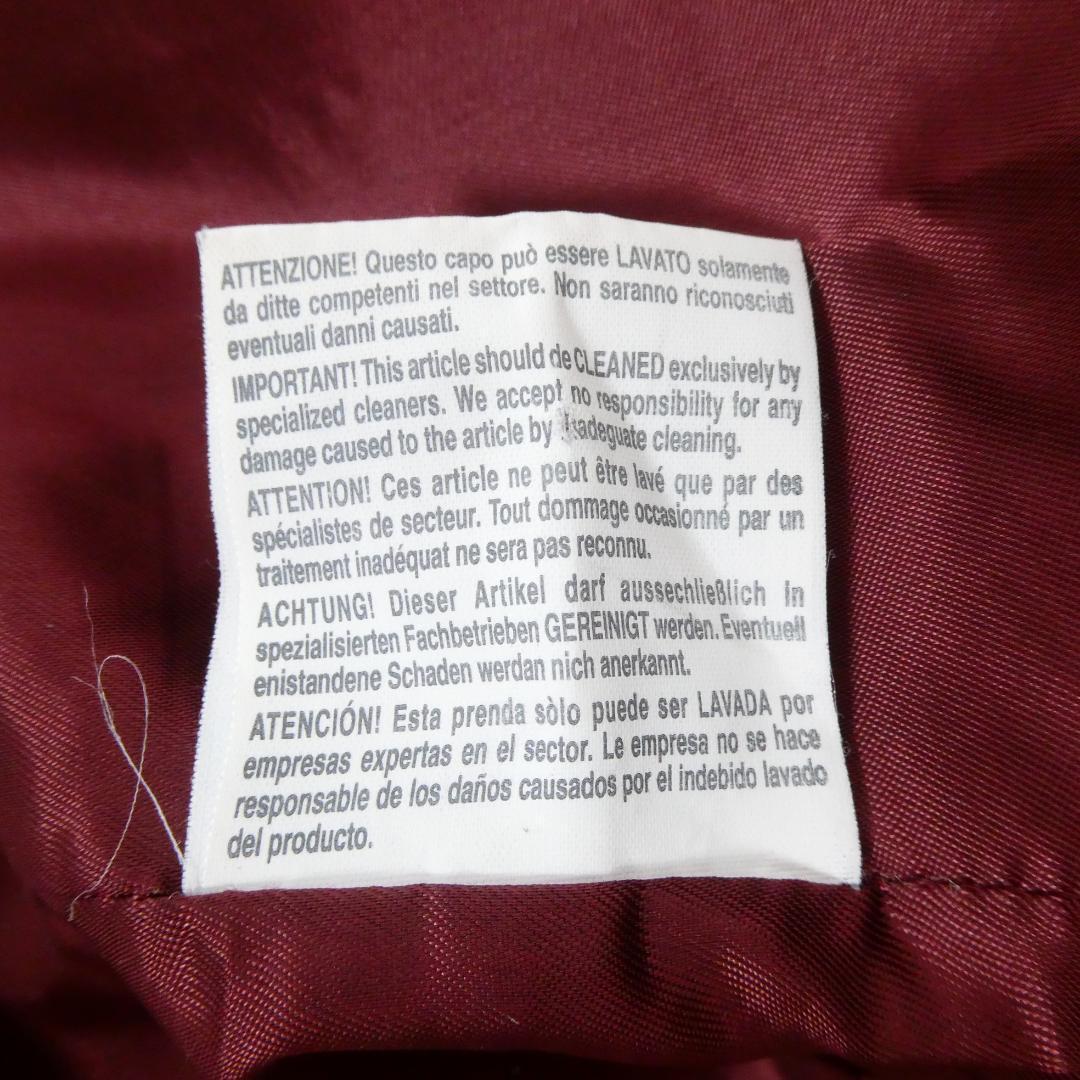 ATTENZIONE! Questo capo può essere LAVATO solamente
da ditte competenti nel settore. Non saranno riconosciuti
eventuali danni causati.
IMPORTANT! This article should de CLEANED exclusively by
specialized cleaners. We accept no responsibility for any
damage caused to the article by cleaning.
ATTENTION! Ces article ne peut être lavé que par des
spécialistes de secteur. Tout dommage occasionné par un
traitement inadéquat ne sera pas reconnu.
ACHTUNG! Dieser Artikel darf aussechließlich in
spezialisierten Fachbetrieben GEREINIGT werden. Eventuell
enistandene Schaden werdan nich anerkannt.
ATENCIÓN! Esta prenda sòlo puede ser LAVADA por
empresas expertas en el sector. Le empresa no se hace
responsable de los daños causados por el indebido lavado
del producto.